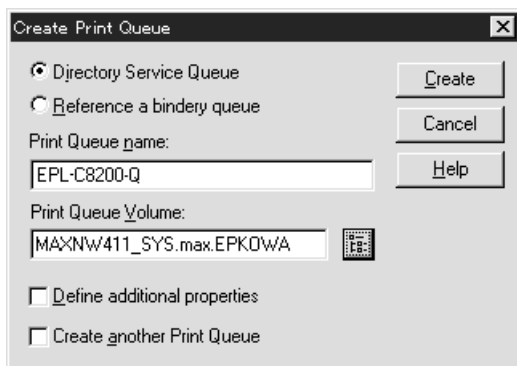 Create Print Queue
Directory Service Queue
Reference a bindery queue
Print Queue name:
EPL-C8200-Q
Print Queue Volume:
MAXNW411_SYS.max.EPKOWA
Define additional properties
Create another Print Queue
Create
Cancel
Help